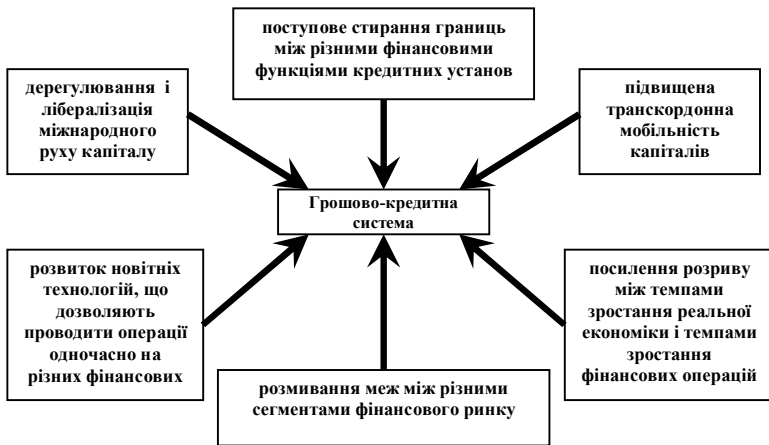 поступове стирання границь
між різними фінансовими
функціями кредитних установ
дерегулювання і
лібералізація
міжнародного
руху капіталу
підвищена
транскордонна
мобільність
капіталів
Грошово-кредитна
система
розвиток новітніх
технологій, що
дозволяють
проводити операції
одночасно на
різних фінансових
розмивання меж між різними
сегментами фінансового ринку
посилення розриву
між темпами
зростання реальної
економіки і темпами
зростання
фінансових операцій